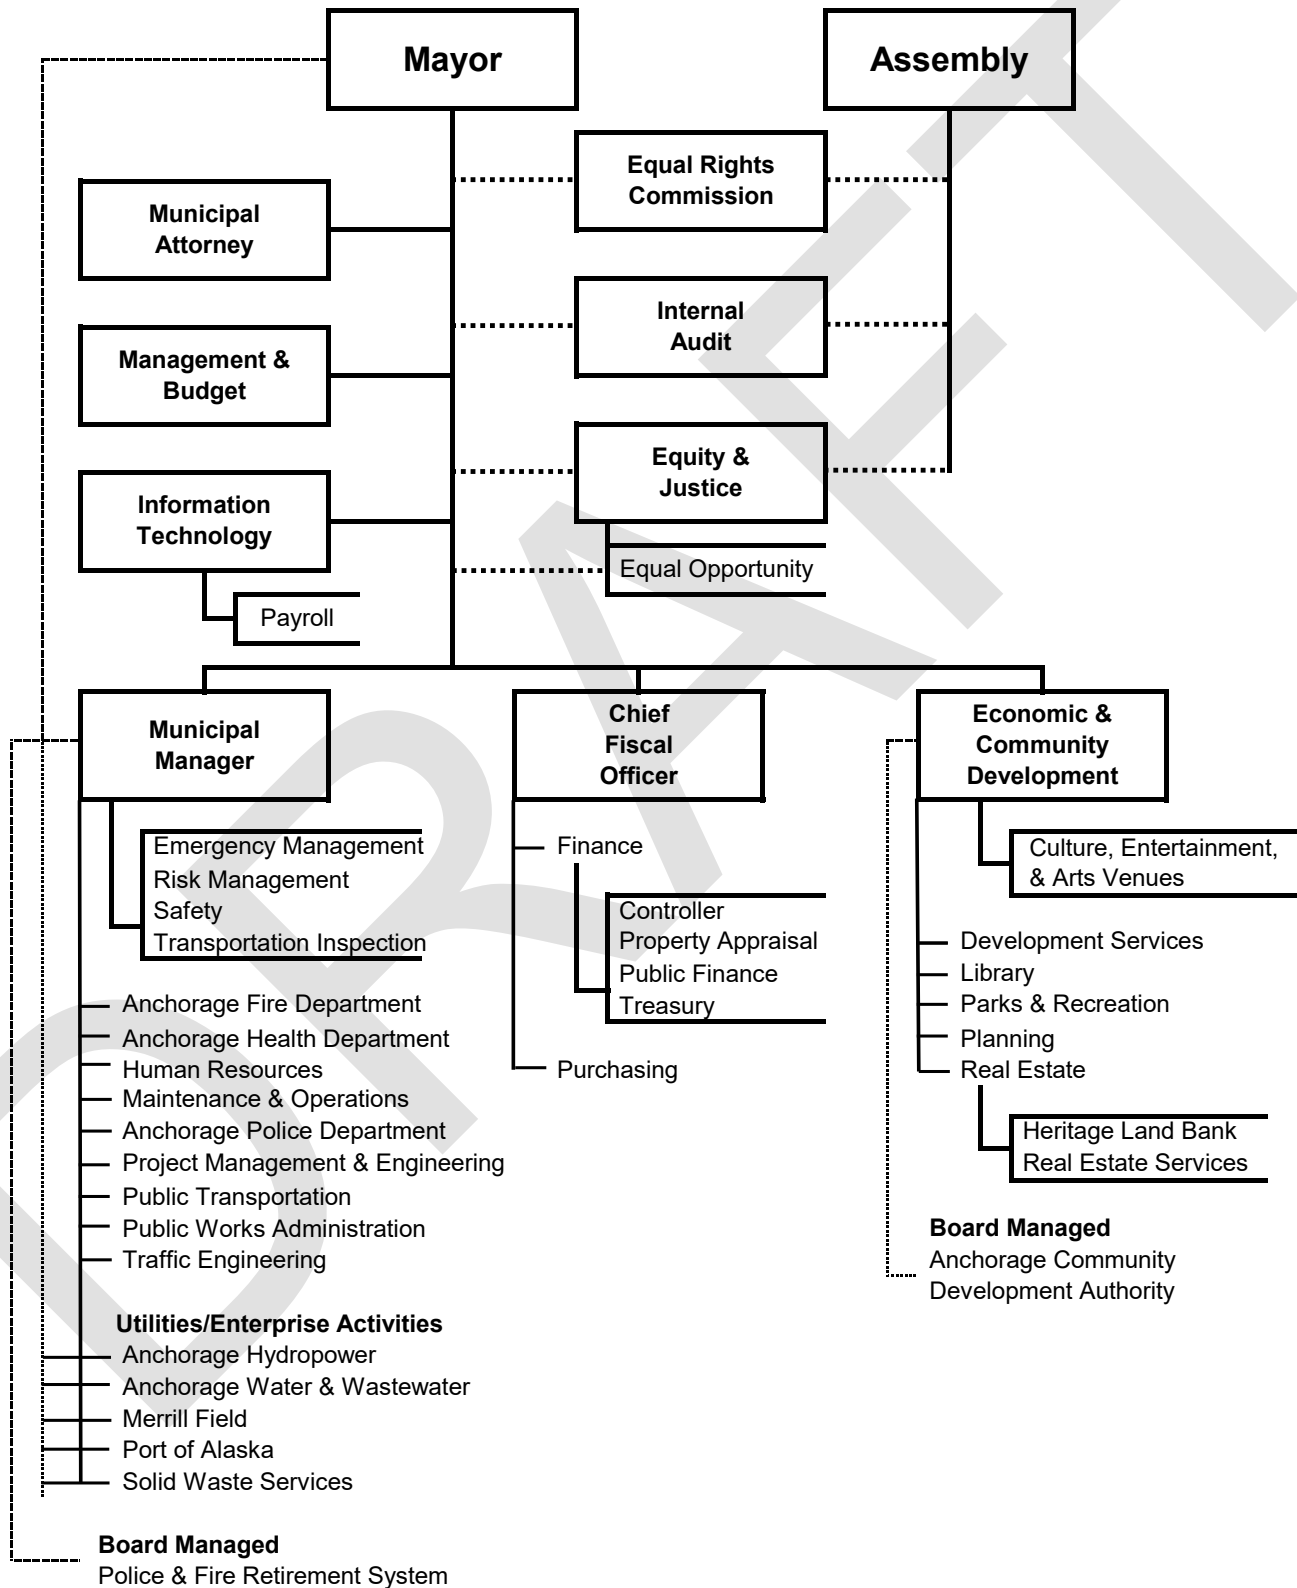 Mayor
Assembly
Equal Rights
Commission
Municipal
Attorney
Internal
Audit
Management &
Budget
Equity &
Justice
Information
Technology
Equal Opportunity
Payroll
Municipal
Manager
Chief
Fiscal
Officer
Economic &
Community
Development
Emergency Management
Risk Management
Safety
Transportation Inspection
Finance
Controller
Property Appraisal
Public Finance
Treasury
Purchasing
Culture, Entertainment,
& Arts Venues
Development Services
Library
Parks & Recreation
Planning
Real Estate
Heritage Land Bank
Real Estate Services
Board Managed
Anchorage Community
Development Authority
Anchorage Fire Department
Anchorage Health Department
Human Resources
Maintenance & Operations
Anchorage Police Department
Project Management & Engineering
Public Transportation
Public Works Administration
Traffic Engineering
Utilities/Enterprise Activities
Anchorage Hydropower
Anchorage Water & Wastewater
Merrill Field
Port of Alaska
Solid Waste Services
Board Managed
Police & Fire Retirement System
DRAFT